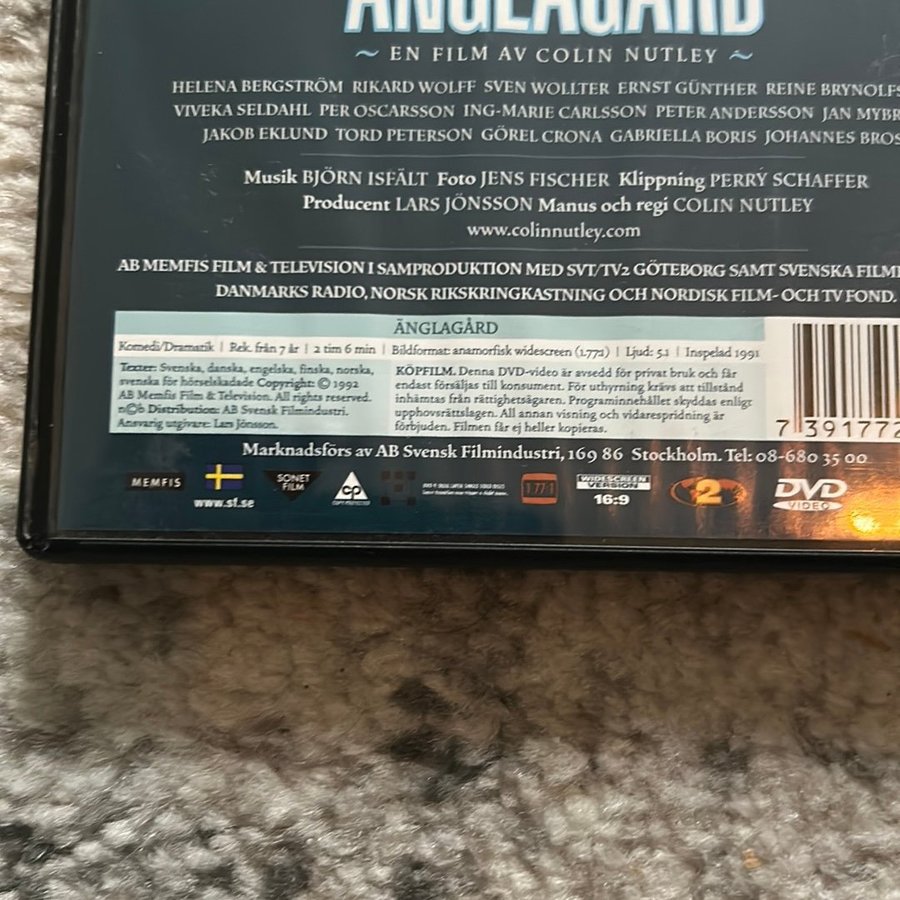 ÄNGLAGÅRD
~ EN FILM AV COLIN NUTLEY ~
HELENA BERGSTRÖM RIKARD WOLFF SVEN WOLLTER ERNST GÜNTHER REINE BRYNOLFS
VIVEKA SELDAHL PER OSCARSSON ING-MARIE CARLSSON PETER ANDERSSON JAN MYBR
JAKOB EKLUND TORD PETERSON GÖREL CRONA GABRIELLA BORIS JOHANNES BROS
Musik BJÖRN ISFÄLT Foto JENS FISCHER Klippning PERRY SCHAFFER
Producent LARS JÖNSSON Manus och regi COLIN NUTLEY
www.colinnutley.com
AB MEMFIS FILM & TELEVISION I SAMPRODUKTION MED SVT/TV2 GÖTEBORG SAMT SVENSKA FILMI
DANMARKS RADIO, NORSK RIKSKRINGKASTNING OCH NORDISK FILM- OCH TV FOND.
ÄNGLAGÅRD
Komedi/Dramatik | Rek. från 7 år | 2 tim 6 min | Bildformat: anamorfisk widescreen (1.77:1) | Ljud: 5.1 | Inspelad 1991
Texter: Svenska, danska, engelska, finska, norska,
svenska för hörselskadade Copyright: © 1992
AB Memfis Film & Television. All rights reserved.
Distribution: AB Svensk Filmindustri.
Ansvarig utgivare: Lars Jönsson.
KÖPFILM. Denna DVD-video är avsedd för privat bruk och får
endast försäljas till konsument. För uthyrning krävs att tillstånd
inhämtas från rättighetsägaren. Programinnehållet skyddas enligt
upphovsrättslagen. All annan visning och vidarespridning är
förbjuden. Filmen får ej heller kopieras.
7 391772
Marknadsförs av AB Svensk Filmindustri, 169 86 Stockholm. Tel: 08-680 35 00
MEMFIS
www.sf.se
SONET
FILM
CP
COPY PROTECTED
1.77:1
WIDESCREEN
VERSION
16:9
2
DVD
VIDEO